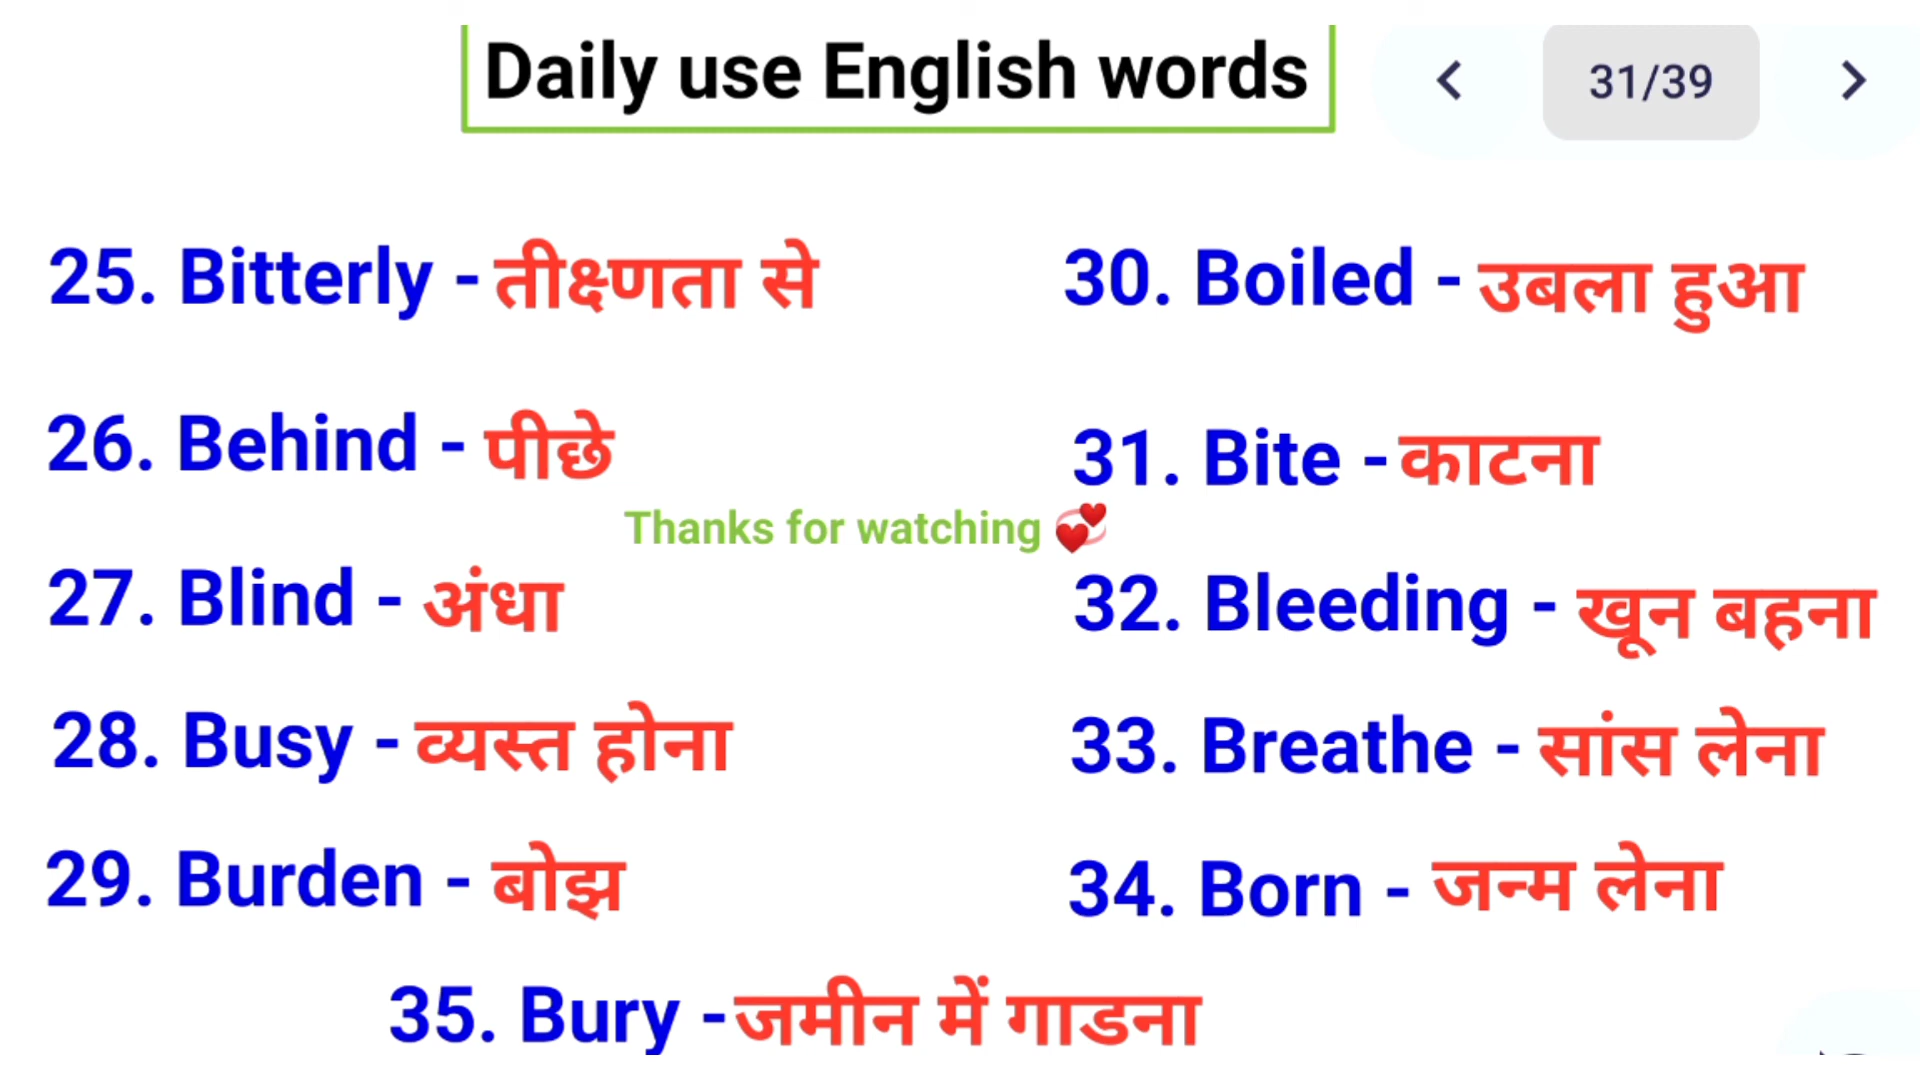 Daily use English words
31/39
25. Bitterly - तीक्ष्णता से
26. Behind - पीछे
27. Blind - अंधा
28. Busy - व्यस्त होना
29. Burden - बोझ
30. Boiled - उबला हुआ
31. Bite - काटना
Thanks for watching 💞
32. Bleeding - खून बहना
33. Breathe - सांस लेना
34. Born - जन्म लेना
35. Bury - जमीन में गाडना